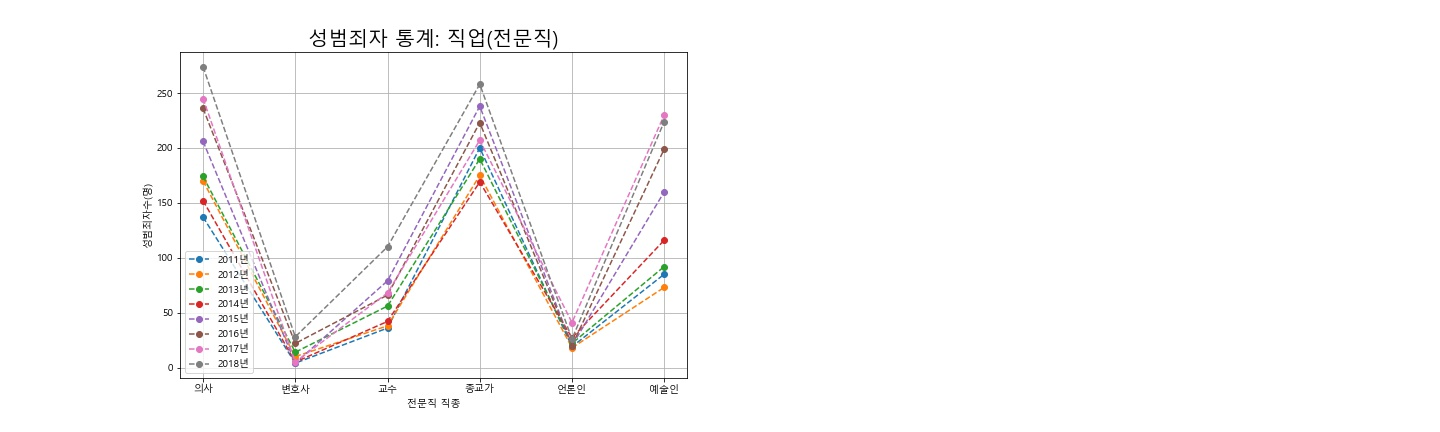 성범죄자 통계: 직업(전문직)
성범죄자수(명)
250
200
150
100
50
0
2011년
2012년
2013년
2014년
2015년
2016년
2017년
2018년
의사 변호사 교수 종교가 언론인 예술인
전문직 직종